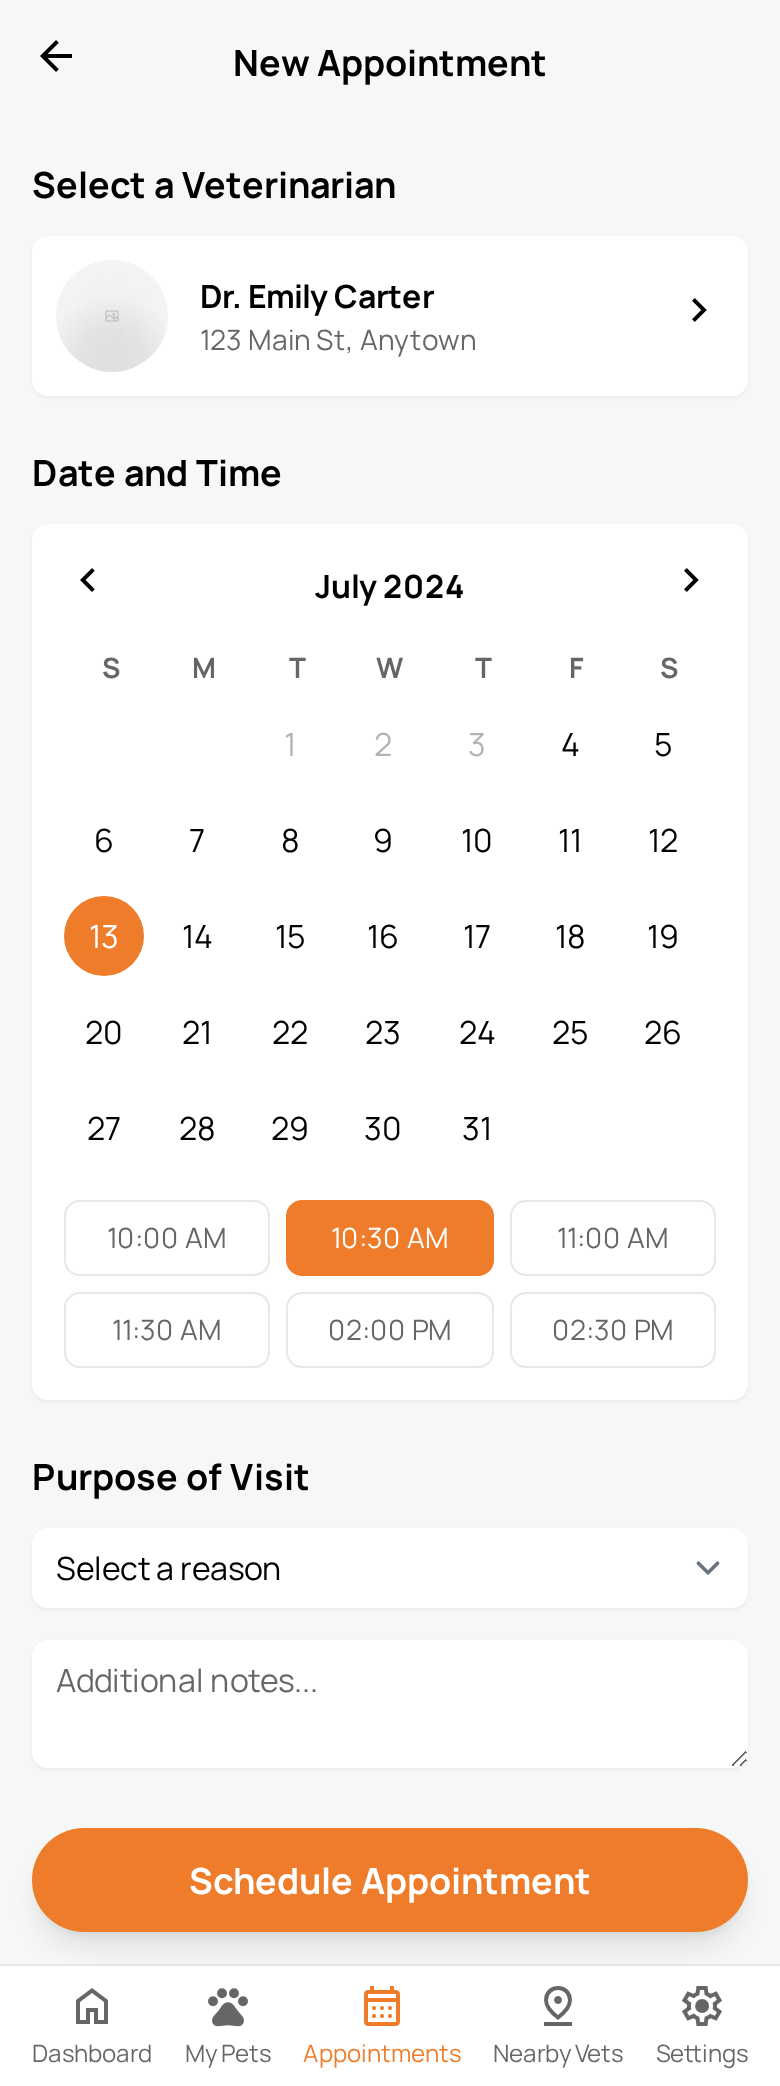 New Appointment
Select a Veterinarian
Dr. Emily Carter
123 Main St, Anytown
Date and Time
July 2024
S M T W T F S
1 2 3 4 5
6 7 8 9 10 11 12
13 14 15 16 17 18 19
20 21 22 23 24 25 26
27 28 29 30 31
10:00 AM 10:30 AM 11:00 AM
11:30 AM 02:00 PM 02:30 PM
Purpose of Visit
Select a reason
Additional notes...
Schedule Appointment
Dashboard My Pets Appointments Nearby Vets Settings